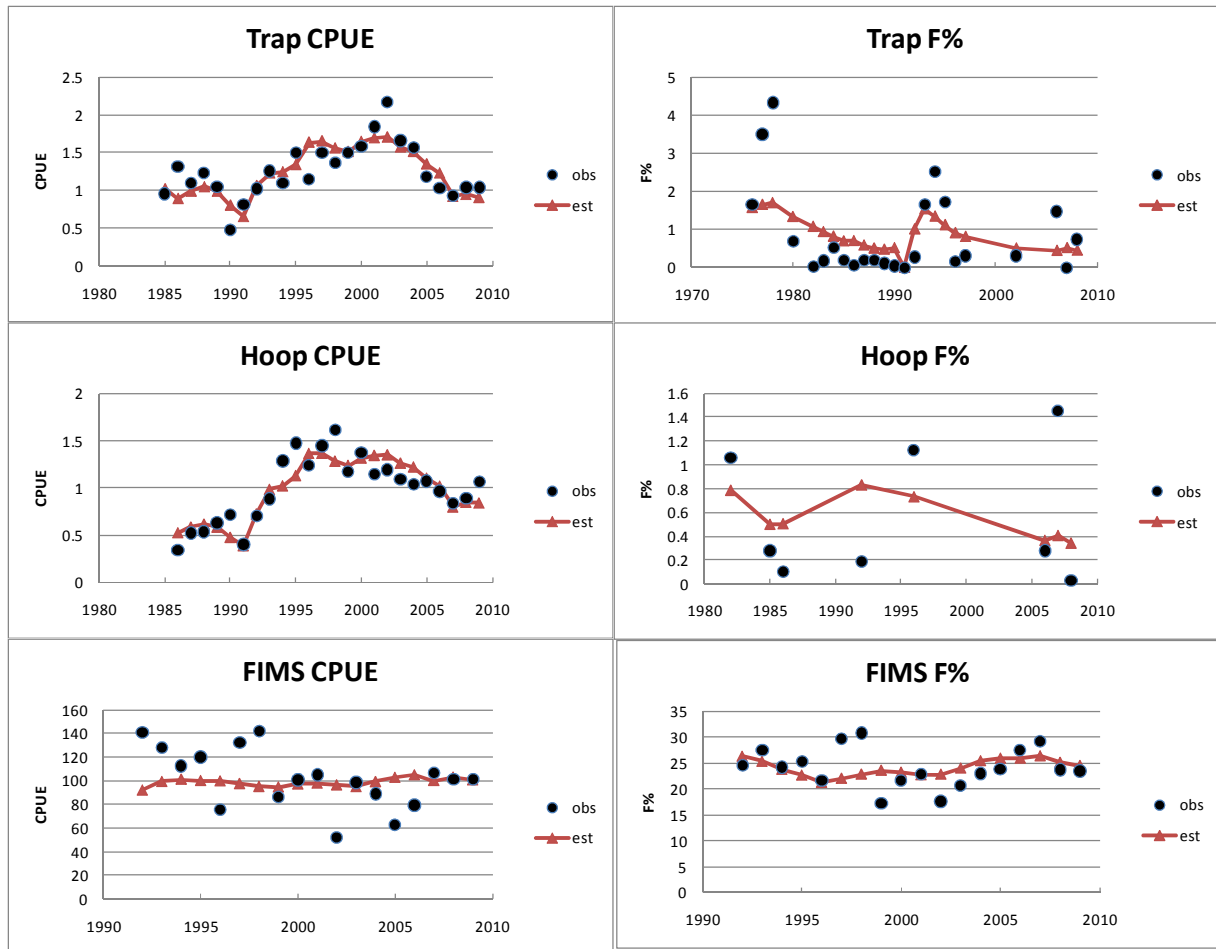 Trap CPUE
2.5
2
1.5
1
0.5
0
CPUE
1980 1985 1990 1995 2000 2005 2010
obs
est
Trap F%
5
4
3
2
1
0
F%
1970 1980 1990 2000 2010
obs
est
Hoop CPUE
2
1.5
1
0.5
0
CPUE
1980 1985 1990 1995 2000 2005 2010
obs
est
Hoop F%
1.6
1.4
1.2
1
0.8
0.6
0.4
0.2
0
F%
1980 1985 1990 1995 2000 2005 2010
obs
est
FIMS CPUE
160
140
120
100
80
60
40
20
0
CPUE
1990 1995 2000 2005 2010
obs
est
FIMS F%
35
30
25
20
15
10
5
0
F%
1990 1995 2000 2005 2010
obs
est